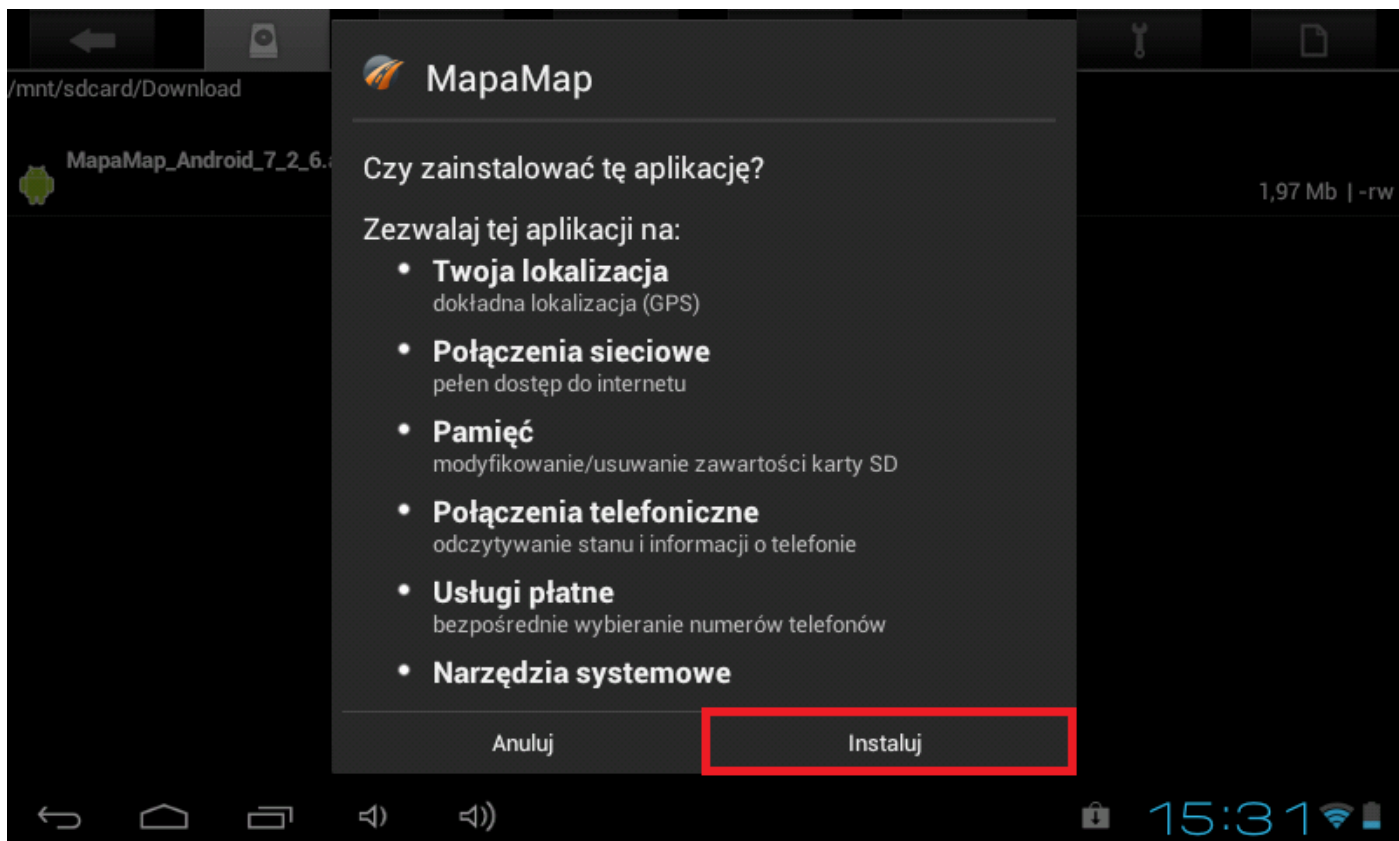 /mnt/sdcard/Download
MapaMap_Android_7_2_6.
1,97 Mb | -rw
MapaMap
Czy zainstalować tę aplikację?
Zezwalaj tej aplikacji na:
• Twoja lokalizacja
dokładna lokalizacja (GPS)
• Połączenia sieciowe
pełen dostęp do internetu
• Pamięć
modyfikowanie/usuwanie zawartości karty SD
• Połączenia telefoniczne
odczytywanie stanu i informacji o telefonie
• Usługi płatne
bezpośrednie wybieranie numerów telefonów
• Narzędzia systemowe
Anuluj
Instaluj
15:31